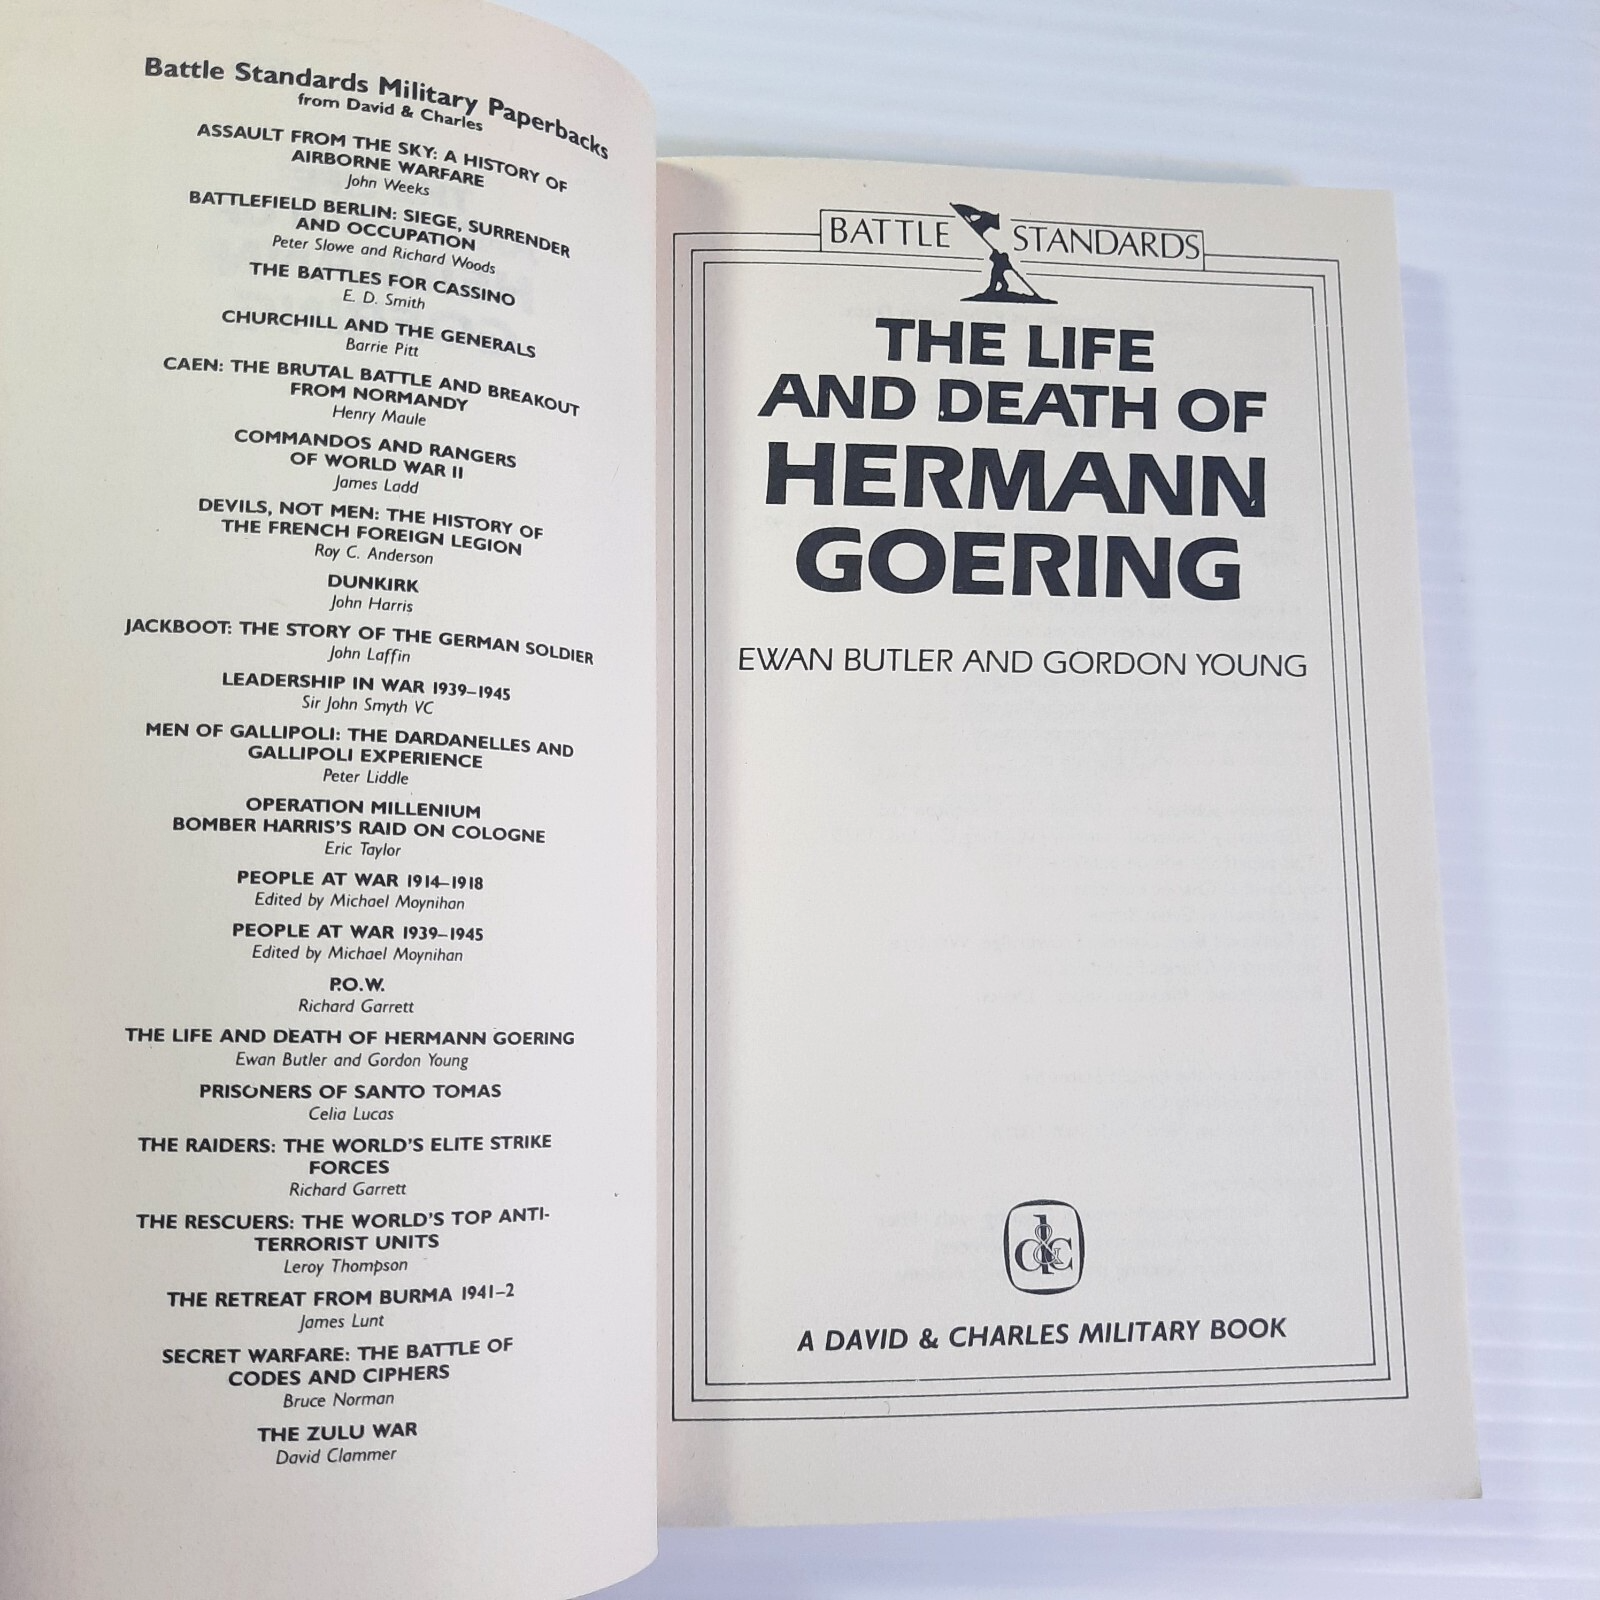 Battle Standards Military Paperbacks
from David & Charles
ASSAULT FROM THE SKY: A HISTORY OF
AIRBORNE WARFARE
John Weeks
BATTLEFIELD BERLIN: SIEGE, SURRENDER
AND OCCUPATION
Peter Slowe and Richard Woods
THE BATTLES FOR CASSINO
E. D. Smith
CHURCHILL AND THE GENERALS
Barrie Pitt
CAEN: THE BRUTAL BATTLE AND BREAKOUT
FROM NORMANDY
Henry Maule
COMMANDOS AND RANGERS
OF WORLD WAR II
James Ladd
DEVILS, NOT MEN: THE HISTORY OF
THE FRENCH FOREIGN LEGION
Roy C. Anderson
DUNKIRK
John Harris
JACKBOOT: THE STORY OF THE GERMAN SOLDIER
John Laffin
LEADERSHIP IN WAR 1939–1945
Sir John Smyth VC
MEN OF GALLIPOLI: THE DARDANELLES AND
GALLIPOLI EXPERIENCE
Peter Liddle
OPERATION MILLENIUM
BOMBER HARRIS'S RAID ON COLOGNE
Eric Taylor
PEOPLE AT WAR 1914–1918
Edited by Michael Moynihan
PEOPLE AT WAR 1939–1945
Edited by Michael Moynihan
P.O.W.
Richard Garrett
THE LIFE AND DEATH OF HERMANN GOERING
Ewan Butler and Gordon Young
PRISONERS OF SANTO TOMAS
Celia Lucas
THE RAIDERS: THE WORLD'S ELITE STRIKE
FORCES
Richard Garrett
THE RESCUERS: THE WORLD'S TOP ANTI-
TERRORIST UNITS
Leroy Thompson
THE RETREAT FROM BURMA 1941–2
James Lunt
SECRET WARFARE: THE BATTLE OF
CODES AND CIPHERS
Bruce Norman
THE ZULU WAR
David Clammer
BATTLE STANDARDS
THE LIFE
AND DEATH OF
HERMANN
GOERING
EWAN BUTLER AND GORDON YOUNG
d&c
A DAVID & CHARLES MILITARY BOOK